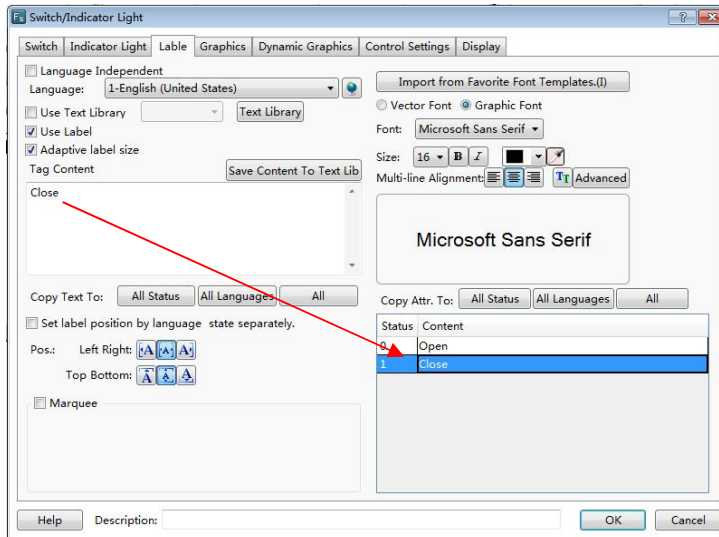 Fs Switch/Indicator Light
Switch Indicator Light Lable Graphics Dynamic Graphics Control Settings Display
Language Independent
Language: 1-English (United States)
Use Text Library Text Library
Use Label
Adaptive label size
Tag Content Save Content To Text Lib
Close
Copy Text To: All Status All Languages All
Set label position by language state separately.
Pos.: Left Right: A A A
Top Bottom: A A A
Marquee
Import from Favorite Font Templates.(I)
Vector Font Graphic Font
Font: Microsoft Sans Serif
Size: 16 B I
Multi-line Alignment: TT Advanced
Microsoft Sans Serif
Copy Attr. To: All Status All Languages All
Status Content
0 Open
1 Close
Help Description: OK Cancel